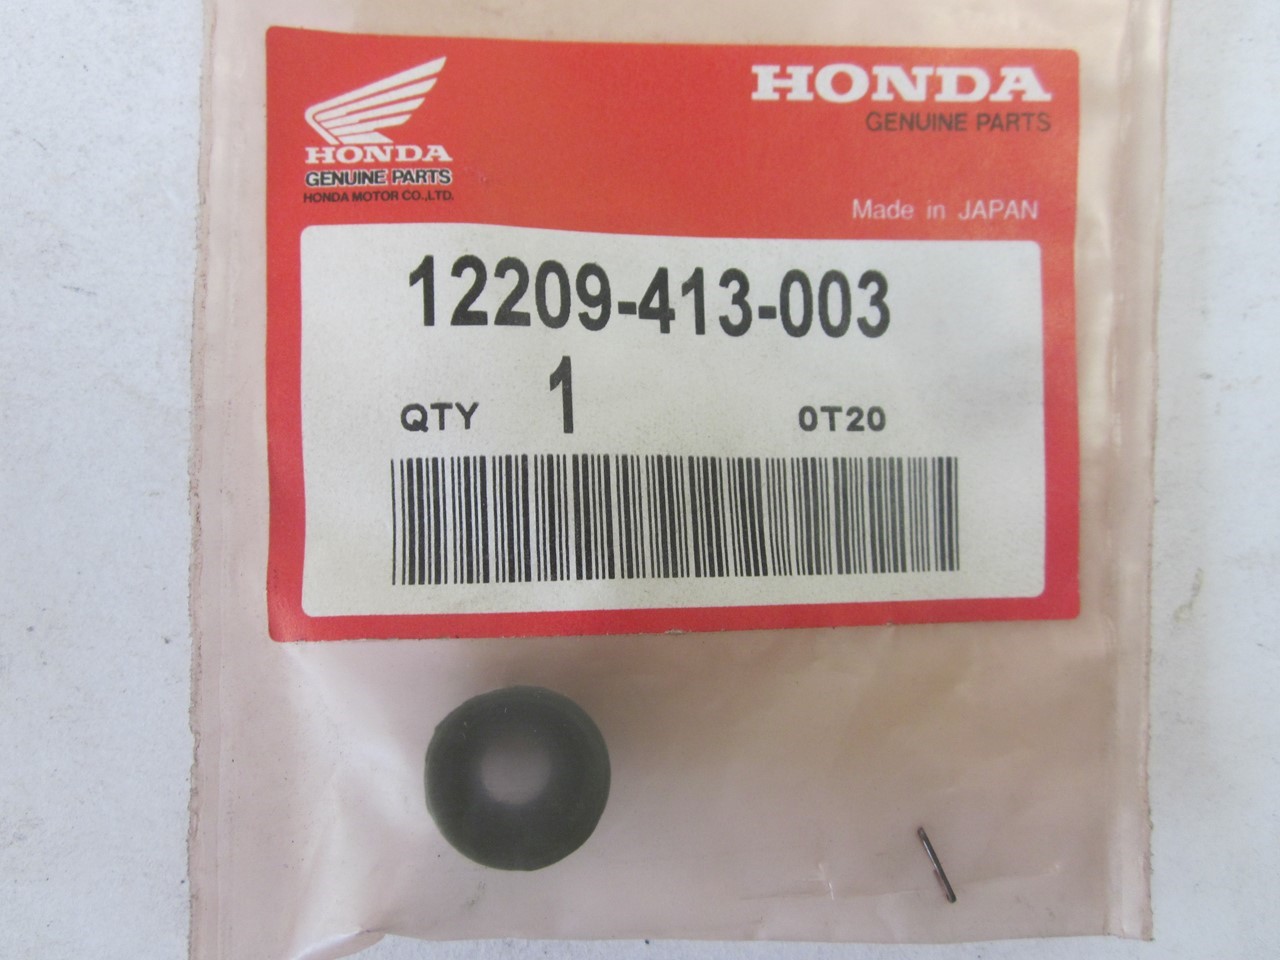 HONDA
GENUINE PARTS
HONDA MOTOR CO.,LTD.
HONDA
GENUINE PARTS
Made in JAPAN
12209-413-003
QTY 1 0T20